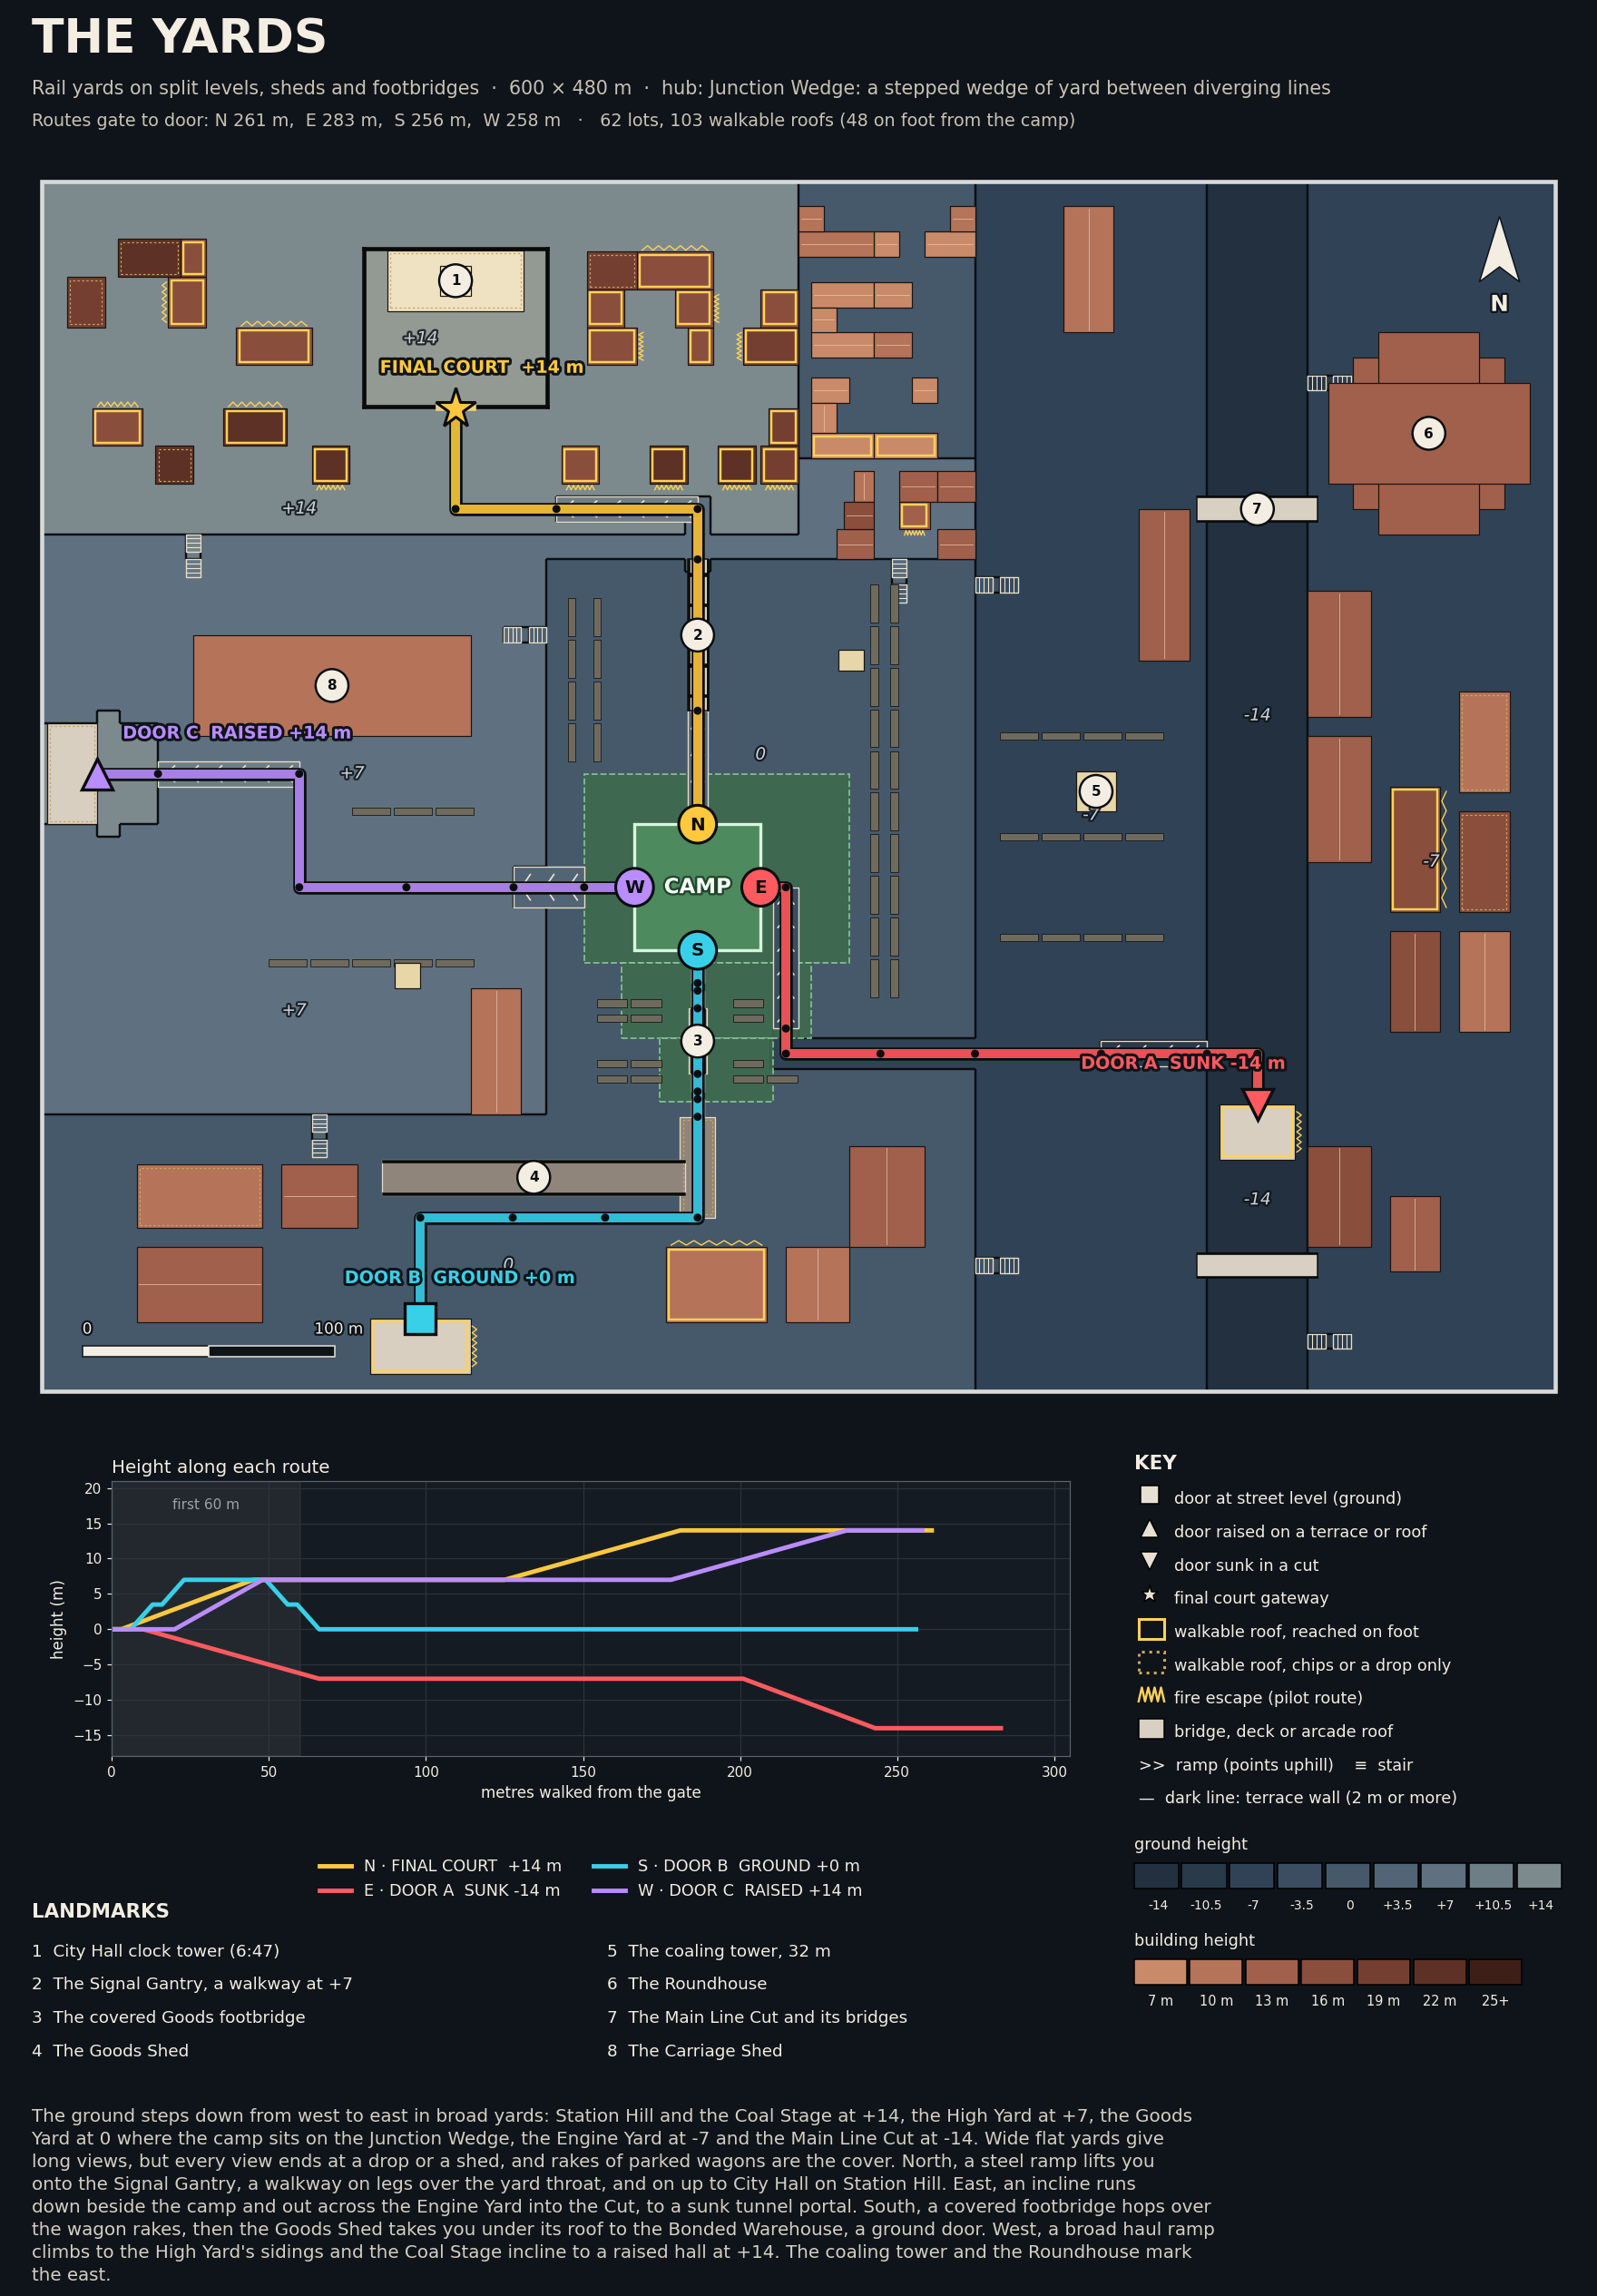 THE YARDS
Rail yards on split levels, sheds and footbridges · 600 × 480 m · hub: Junction Wedge: a stepped wedge of yard between diverging lines
Routes gate to door: N 261 m, E 283 m, S 256 m, W 258 m · 62 lots, 103 walkable roofs (48 on foot from the camp)
1
N
+14
FINAL COURT +14 m
6
+14
7
2
8
-14
DOOR C RAISED +14 m
0
+7
5
-7
N
-7
W CAMP E
S
+7
3
DOOR A SUNK -14 m
4
-14
0
DOOR B GROUND +0 m
0 100 m
Height along each route
first 60 m
20
15
10
5
0
−5
−10
−15
height (m)
0 50 100 150 200 250 300
metres walked from the gate
N · FINAL COURT +14 m
E · DOOR A SUNK -14 m
S · DOOR B GROUND +0 m
W · DOOR C RAISED +14 m
KEY
door at street level (ground)
door raised on a terrace or roof
door sunk in a cut
final court gateway
walkable roof, reached on foot
walkable roof, chips or a drop only
fire escape (pilot route)
bridge, deck or arcade roof
>> ramp (points uphill) ≡ stair
— dark line: terrace wall (2 m or more)
ground height
-14 -10.5 -7 -3.5 0 +3.5 +7 +10.5 +14
building height
7 m 10 m 13 m 16 m 19 m 22 m 25+
LANDMARKS
1 City Hall clock tower (6:47)
2 The Signal Gantry, a walkway at +7
3 The covered Goods footbridge
4 The Goods Shed
5 The coaling tower, 32 m
6 The Roundhouse
7 The Main Line Cut and its bridges
8 The Carriage Shed
The ground steps down from west to east in broad yards: Station Hill and the Coal Stage at +14, the High Yard at +7, the Goods
Yard at 0 where the camp sits on the Junction Wedge, the Engine Yard at -7 and the Main Line Cut at -14. Wide flat yards give
long views, but every view ends at a drop or a shed, and rakes of parked wagons are the cover. North, a steel ramp lifts you
onto the Signal Gantry, a walkway on legs over the yard throat, and on up to City Hall on Station Hill. East, an incline runs
down beside the camp and out across the Engine Yard into the Cut, to a sunk tunnel portal. South, a covered footbridge hops over
the wagon rakes, then the Goods Shed takes you under its roof to the Bonded Warehouse, a ground door. West, a broad haul ramp
climbs to the High Yard's sidings and the Coal Stage incline to a raised hall at +14. The coaling tower and the Roundhouse mark
the east.